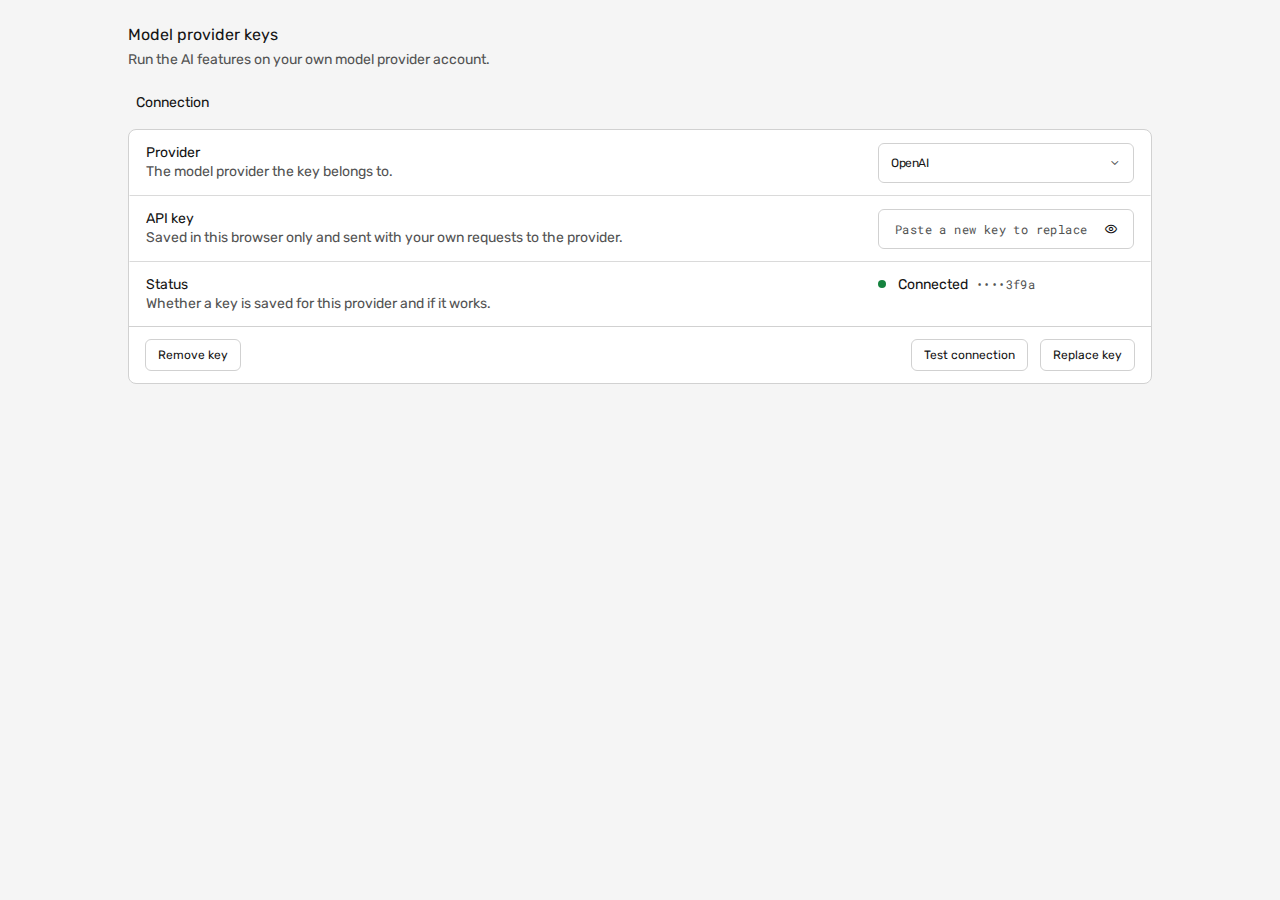 Model provider keys
Run the AI features on your own model provider account.
Connection
Provider
The model provider the key belongs to.
OpenAI
API key
Saved in this browser only and sent with your own requests to the provider.
Paste a new key to replace
Status
Whether a key is saved for this provider and if it works.
Connected ····3f9a
Remove key
Test connection
Replace key